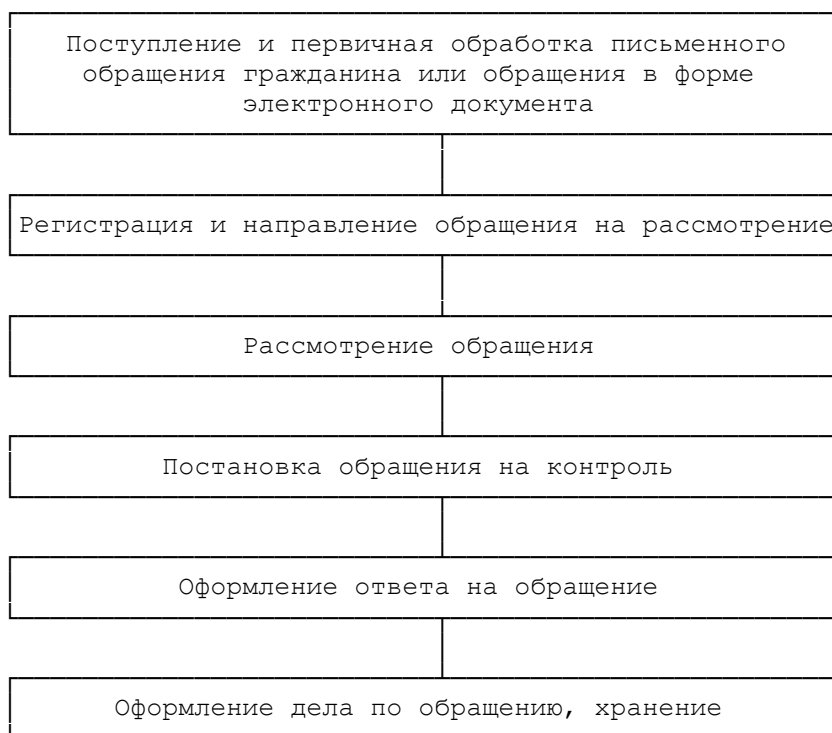 Поступление и первичная обработка письменного
обращения гражданина или обращения в форме
электронного документа
Регистрация и направление обращения на рассмотрение
Рассмотрение обращения
Постановка обращения на контроль
Оформление ответа на обращение
Оформление дела по обращению, хранение